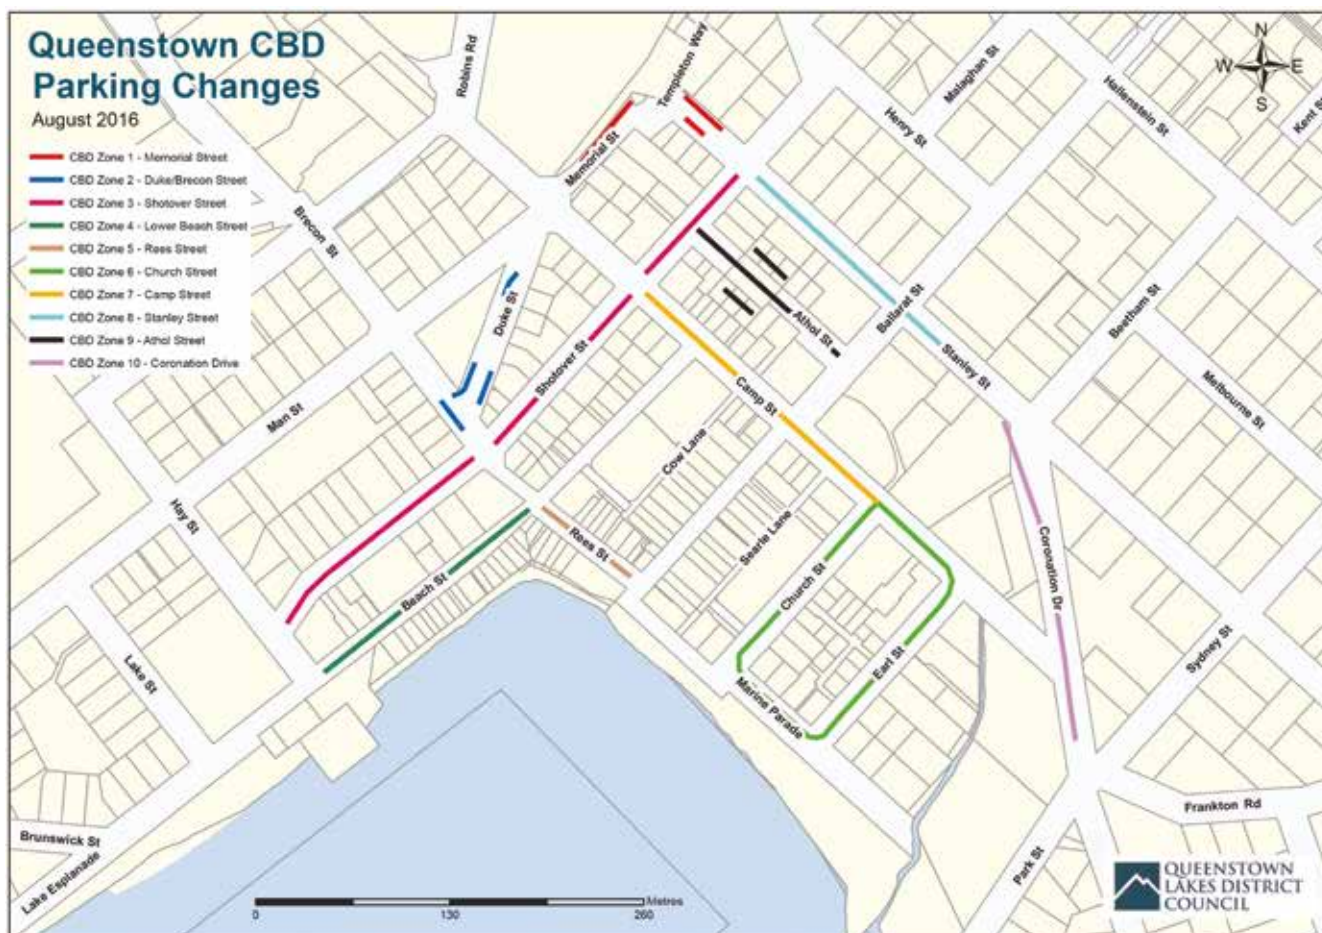 Queenstown CBD
Parking Changes
August 2016
CBD Zone 1 - Memorial Street
CBD Zone 2 - Duke/Brecon Street
CBD Zone 3 - Shotover Street
CBD Zone 4 - Lower Beach Street
CBD Zone 5 - Rees Street
CBD Zone 6 - Church Street
CBD Zone 7 - Camp Street
CBD Zone 8 - Stanley Street
CBD Zone 9 - Athol Street
CBD Zone 10 - Coronation Drive
N
W
E
S
Robins Rd
Templeton Way
Malaghan St
Hallenstein St
Kent St
Henry St
Memorial St
Brecon St
Duke St
Athol St
Ballarat St
Beetham St
Shotover St
Stanley St
Melbourne St
Man St
Camp St
Cow Lane
Hay St
Rees St
Searle Lane
Coronation Dr
Beach St
Church St
Lake St
Earl St
Sydney St
Marine Parade
Frankton Rd
Brunswick St
Lake Esplanade
Park St
Metres
0
130
260
QUEENSTOWN
LAKES DISTRICT
COUNCIL